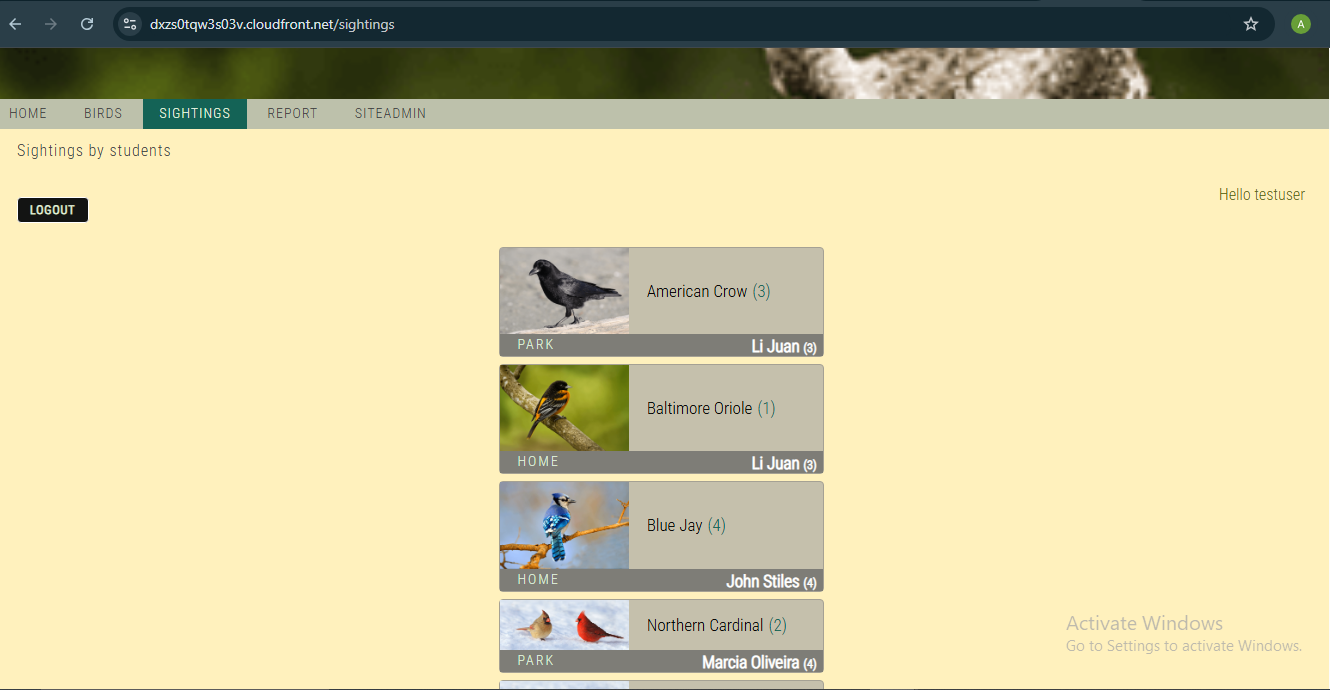 dxzs0tqw3s03v.cloudfront.net/sightings
A
HOME BIRDS SIGHTINGS REPORT SITEADMIN
Sightings by students
Hello testuser
LOGOUT
American Crow (3)
PARK Li Juan (3)
Baltimore Oriole (1)
HOME Li Juan (3)
Blue Jay (4)
HOME John Stiles (4)
Northern Cardinal (2)
PARK Marcia Oliveira (4)
Activate Windows
Go to Settings to activate Windows.